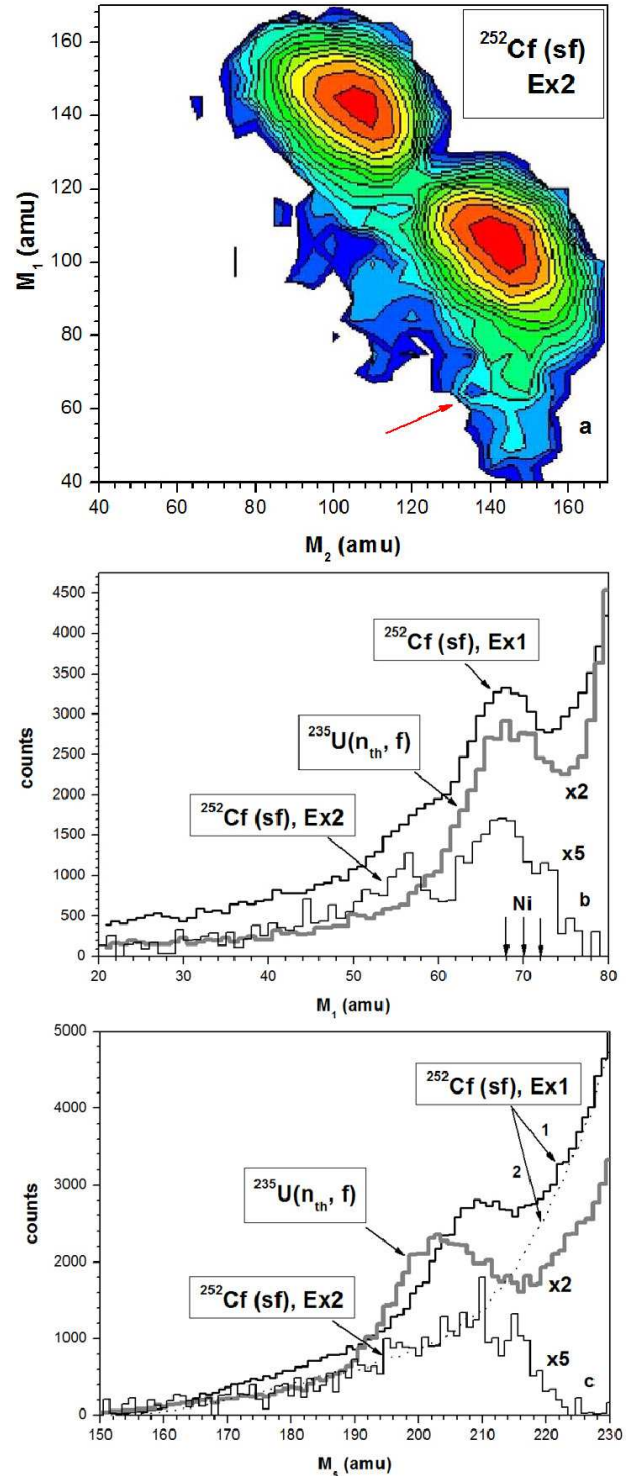 ²⁵²Cf (sf)
Ex2
160
140
120
100
80
60
40
M₁ (amu)
a
40 60 80 100 120 140 160
M₂ (amu)
4500
4000
3500
3000
2500
2000
1500
1000
500
0
counts
²⁵²Cf (sf), Ex1
²³⁵U(nₜₕ, f)
²⁵²Cf (sf), Ex2
x2
x5
Ni
b
20 30 40 50 60 70 80
M₁ (amu)
5000
4000
3000
2000
1000
0
counts
²⁵²Cf (sf), Ex1
1
2
²³⁵U(nₜₕ, f)
²⁵²Cf (sf), Ex2
x2
x5
c
150 160 170 180 190 200 210 220 230
Mₛ (amu)